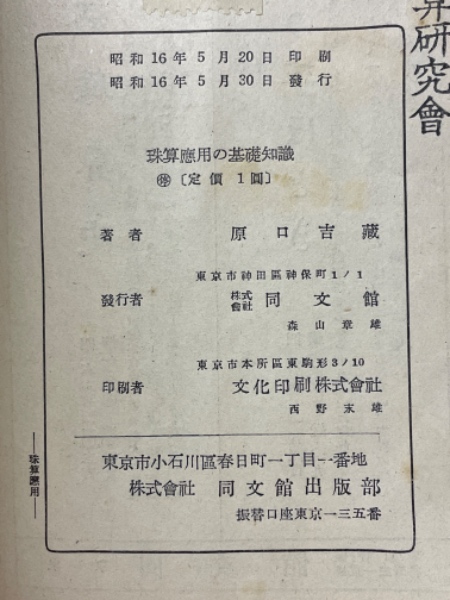 昭和16年5月20日印刷
昭和16年5月30日發行
珠算應用の基礎知識
㊕〔定價 1圓〕
著者 原口吉藏
東京市神田區神保町1/1
發行者 株式會社 同文館
森山章雄
東京市本所區東駒形3/10
印刷者 文化印刷株式會社
西野末雄
東京市小石川區春日町一丁目一番地
株式會社 同文館出版部
振替口座東京一三五番
珠算應用
算研究會